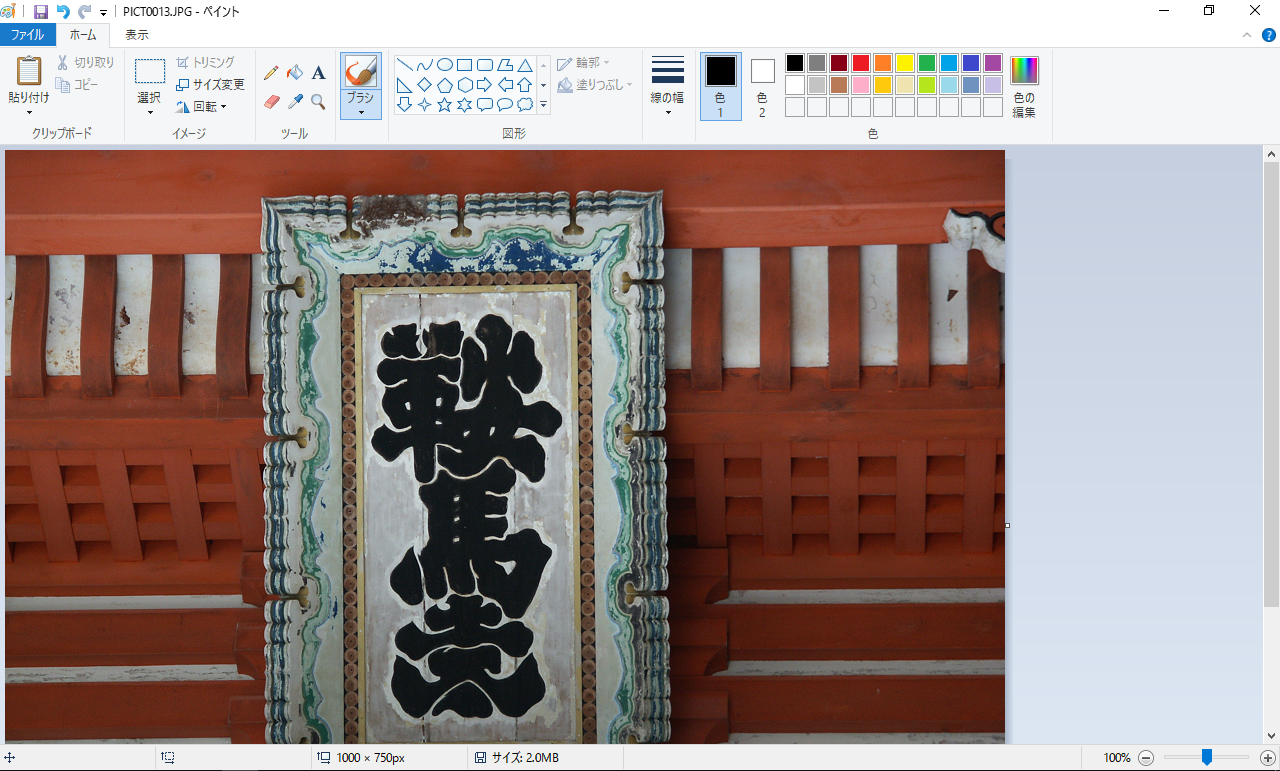 PICT0013.JPG - ペイント
ファイル ホーム 表示
貼り付け
切り取り
コピー
クリップボード
選択
トリミング
サイズ変更
回転
イメージ
A
ツール
ブラシ
図形
輪郭
塗りつぶし
線の幅
色
1
色
2
色の
編集
色
鞍
馬
寺
1000 × 750px
サイズ: 2.0MB
100%